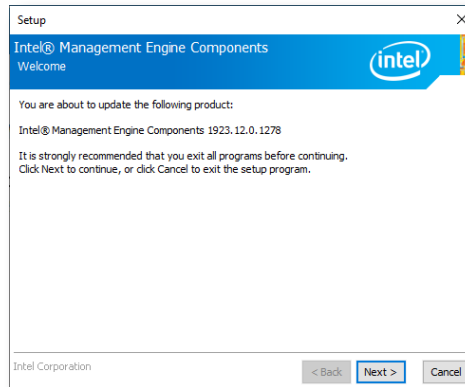 Setup
Intel® Management Engine Components
Welcome
intel
You are about to update the following product:
Intel® Management Engine Components 1923.12.0.1278
It is strongly recommended that you exit all programs before continuing.
Click Next to continue, or click Cancel to exit the setup program.
Intel Corporation
< Back Next > Cancel